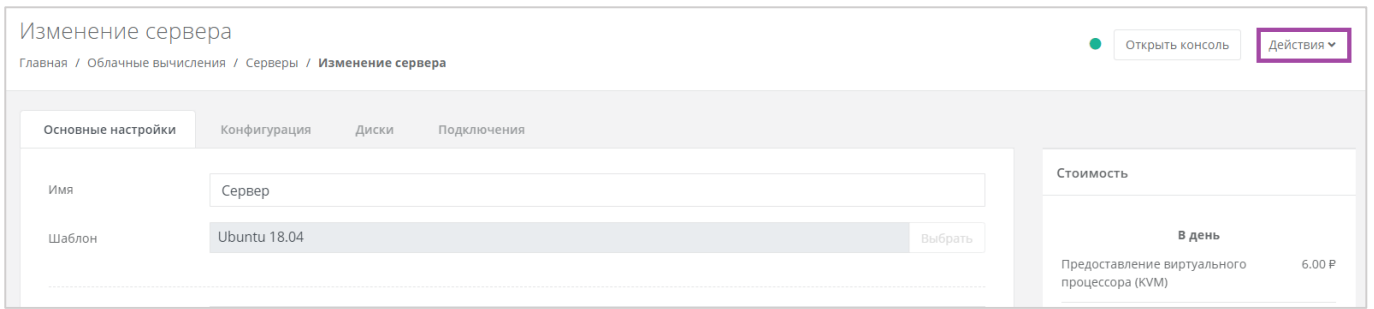 Изменение сервера
Главная / Облачные вычисления / Серверы / Изменение сервера
Открыть консоль
Действия
Основные настройки
Конфигурация
Диски
Подключения
Имя
Сервер
Шаблон
Ubuntu 18.04
Выбрать
Стоимость
В день
Предоставление виртуального 6.00 ₽
процессора (KVM)